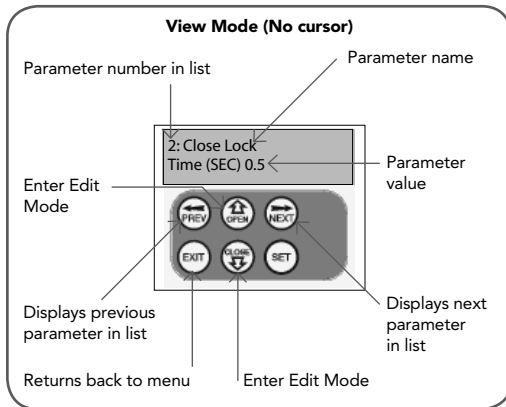 View Mode (No cursor)
Parameter number in list
Parameter name
2: Close Lock
Time (SEC) 0.5
Parameter
value
Enter Edit
Mode
PREV
OPEN
NEXT
EXIT
CLOSE
SET
Displays previous
parameter in list
Displays next
parameter
in list
Returns back to menu
Enter Edit Mode